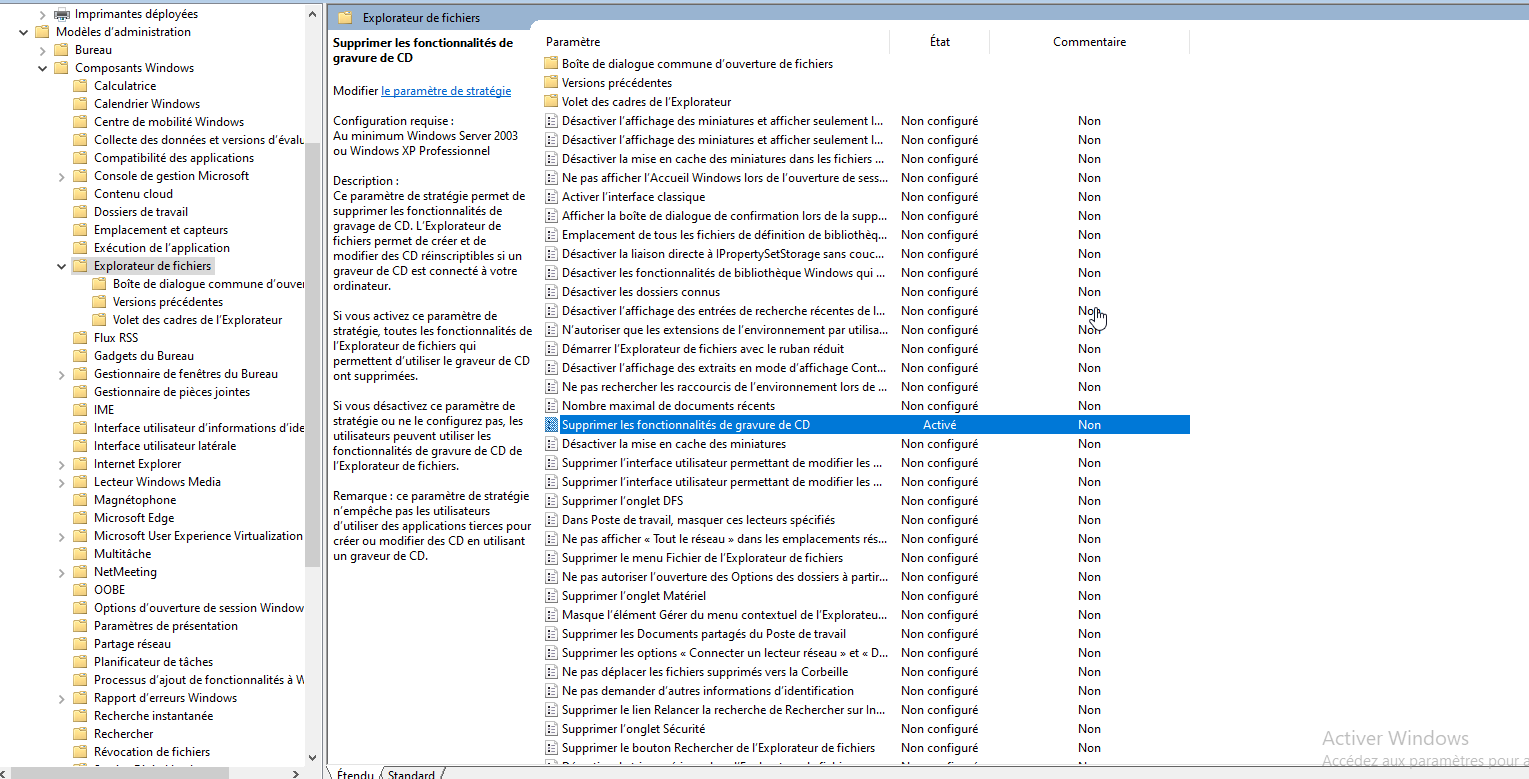 Imprimantes déployées
Modèles d'administration
Bureau
Composants Windows
Calculatrice
Calendrier Windows
Centre de mobilité Windows
Collecte des données et versions d'évalu
Compatibilité des applications
Console de gestion Microsoft
Contenu cloud
Dossiers de travail
Emplacement et capteurs
Exécution de l'application
Explorateur de fichiers
Boîte de dialogue commune d'ouver
Versions précédentes
Volet des cadres de l'Explorateur
Flux RSS
Gadgets du Bureau
Gestionnaire de fenêtres du Bureau
Gestionnaire de pièces jointes
IME
Interface utilisateur d'informations d'ide
Interface utilisateur latérale
Internet Explorer
Lecteur Windows Media
Magnétophone
Microsoft Edge
Microsoft User Experience Virtualization
Multitâche
NetMeeting
OOBE
Options d'ouverture de session Window
Paramètres de présentation
Partage réseau
Planificateur de tâches
Processus d'ajout de fonctionnalités à W
Rapport d'erreurs Windows
Recherche instantanée
Rechercher
Révocation de fichiers
Explorateur de fichiers
Supprimer les fonctionnalités de
gravure de CD
Modifier le paramètre de stratégie
Configuration requise :
Au minimum Windows Server 2003
ou Windows XP Professionnel
Description :
Ce paramètre de stratégie permet de
supprimer les fonctionnalités de
gravage de CD. L'Explorateur de
fichiers permet de créer et de
modifier des CD réinscriptibles si un
graveur de CD est connecté à votre
ordinateur.
Si vous activez ce paramètre de
stratégie, toutes les fonctionnalités de
l'Explorateur de fichiers qui
permettent d'utiliser le graveur de CD
ont supprimées.
Si vous désactivez ce paramètre de
stratégie ou ne le configurez pas, les
utilisateurs peuvent utiliser les
fonctionnalités de gravure de CD de
l'Explorateur de fichiers.
Remarque : ce paramètre de stratégie
n'empêche pas les utilisateurs
d'utiliser des applications tierces pour
créer ou modifier des CD en utilisant
un graveur de CD.
Paramètre État Commentaire
Boîte de dialogue commune d'ouverture de fichiers
Versions précédentes
Volet des cadres de l'Explorateur
Désactiver l'affichage des miniatures et afficher seulement l... Non configuré Non
Désactiver l'affichage des miniatures et afficher seulement l... Non configuré Non
Désactiver la mise en cache des miniatures dans les fichiers ... Non configuré Non
Ne pas afficher l'Accueil Windows lors de l'ouverture de sess... Non configuré Non
Activer l'interface classique Non configuré Non
Afficher la boîte de dialogue de confirmation lors de la supp... Non configuré Non
Emplacement de tous les fichiers de définition de bibliothèq... Non configuré Non
Désactiver la liaison directe à IPropertySetStorage sans couc... Non configuré Non
Désactiver les fonctionnalités de bibliothèque Windows qui ... Non configuré Non
Désactiver les dossiers connus Non configuré Non
Désactiver l'affichage des entrées de recherche récentes de l... Non configuré Non
N'autoriser que les extensions de l'environnement par utilisa... Non configuré Non
Démarrer l'Explorateur de fichiers avec le ruban réduit Non configuré Non
Désactiver l'affichage des extraits en mode d'affichage Cont... Non configuré Non
Ne pas rechercher les raccourcis de l'environnement lors de ... Non configuré Non
Nombre maximal de documents récents Non configuré Non
Supprimer les fonctionnalités de gravure de CD Activé Non
Désactiver la mise en cache des miniatures Non configuré Non
Supprimer l'interface utilisateur permettant de modifier les ... Non configuré Non
Supprimer l'interface utilisateur permettant de modifier les ... Non configuré Non
Supprimer l'onglet DFS Non configuré Non
Dans Poste de travail, masquer ces lecteurs spécifiés Non configuré Non
Ne pas afficher « Tout le réseau » dans les emplacements rés... Non configuré Non
Supprimer le menu Fichier de l'Explorateur de fichiers Non configuré Non
Ne pas autoriser l'ouverture des Options des dossiers à partir... Non configuré Non
Supprimer l'onglet Matériel Non configuré Non
Masque l'élément Gérer du menu contextuel de l'Explorateu... Non configuré Non
Supprimer les Documents partagés du Poste de travail Non configuré Non
Supprimer les options « Connecter un lecteur réseau » et « D... Non configuré Non
Ne pas déplacer les fichiers supprimés vers la Corbeille Non configuré Non
Ne pas demander d'autres informations d'identification Non configuré Non
Supprimer le lien Relancer la recherche de Rechercher sur In... Non configuré Non
Supprimer l'onglet Sécurité Non configuré Non
Supprimer le bouton Rechercher de l'Explorateur de fichiers Non configuré Non
Activer Windows
Accédez aux paramètres pour a
Étendu Standard